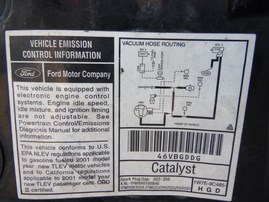 VEHICLE EMISSION
CONTROL INFORMATION
Ford
Ford Motor Company
This vehicle is equipped with
electronic engine control
systems. Engine idle speed,
idle mixture, and ignition timing
are not adjustable. See
Powertrain Control/Emissions
Diagnosis Manual for additional
information.
This vehicle conforms to U.S.
EPA NLEV regulations applicable
to gasoline fueled 2001 model
year new TLEV motor vehicles
and to California regulations
applicable to 2001 model year
new TLEV passenger cars. OBD
II certified.
VACUUM HOSE ROUTING
46VBGDDG
Catalyst
Spark Plug Gap:
HGD